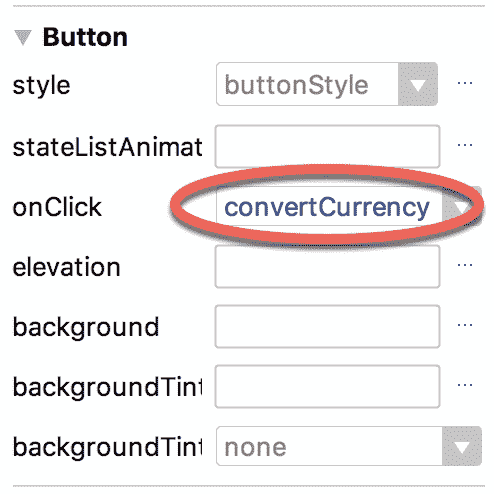 Button
style buttonStyle ...
stateListAnimat ...
onClick convertCurrency
elevation ...
background ...
backgroundTint ...
backgroundTint none